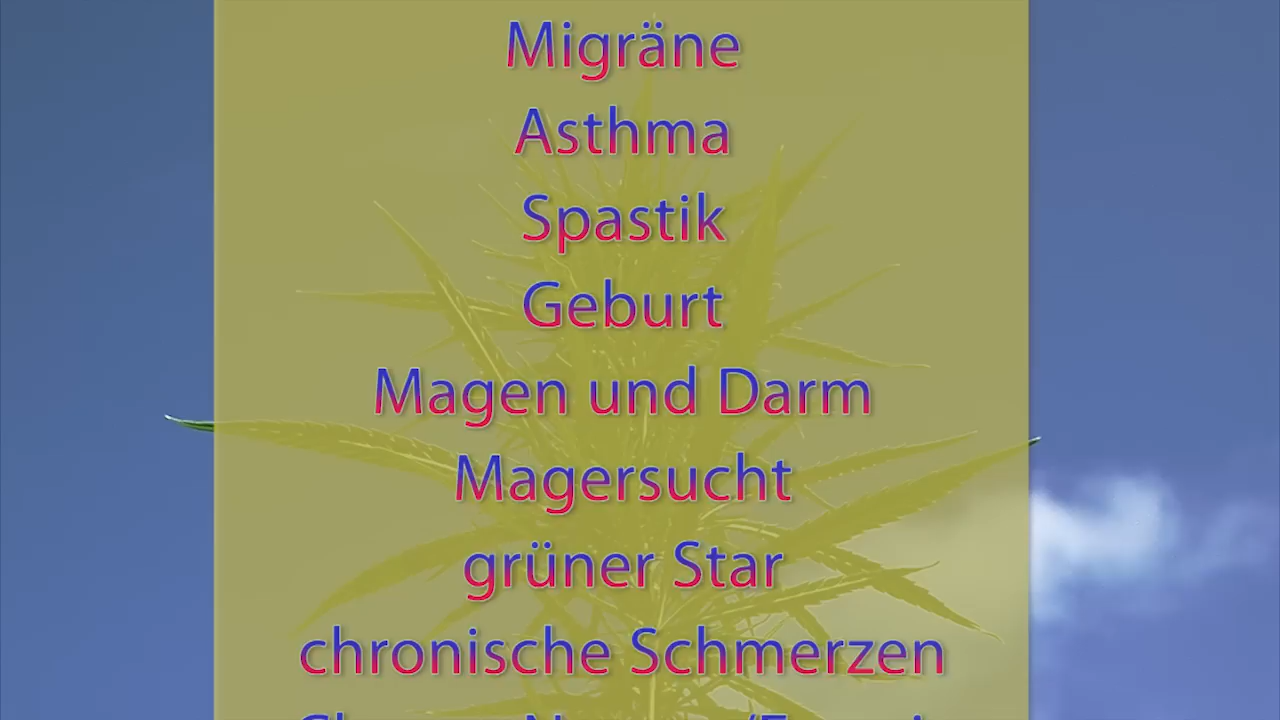 Migräne
Asthma
Spastik
Geburt
Magen und Darm
Magersucht
grüner Star
chronische Schmerzen